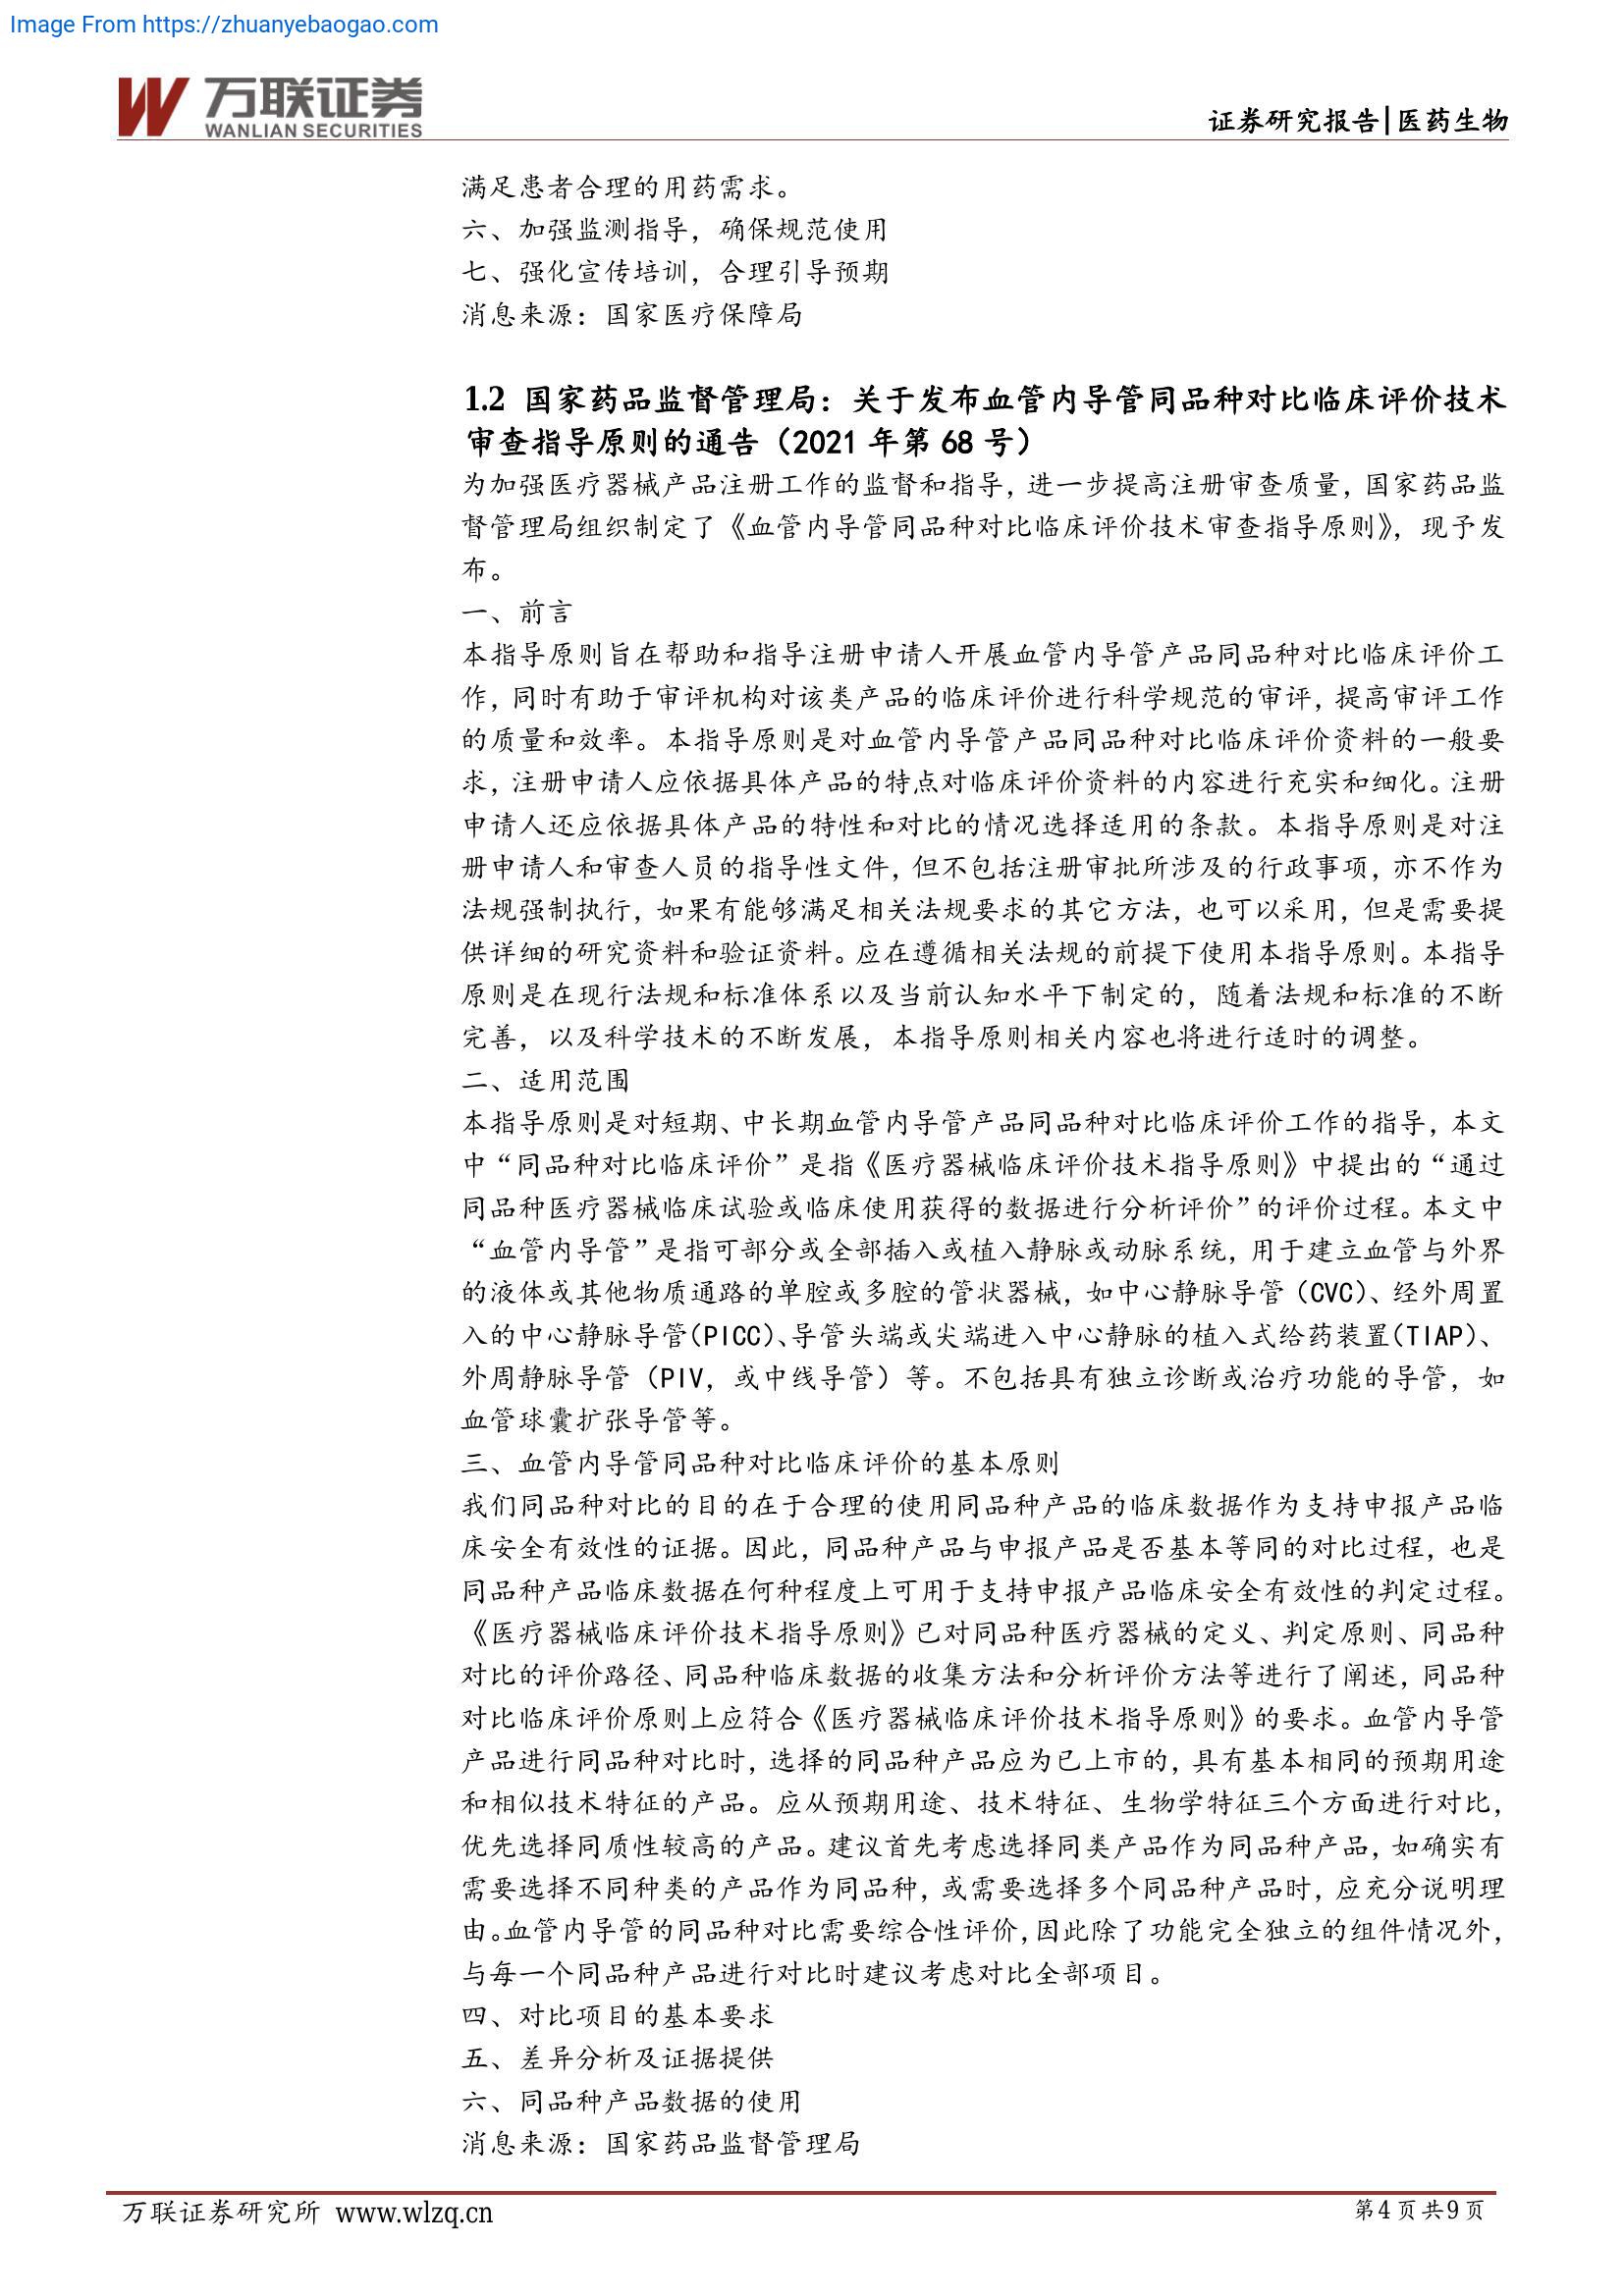 Image From https://zhuanyebaogao.com
万联证券
WANLIAN SECURITIES
证券研究报告|医药生物
满足患者合理的用药需求。
六、加强监测指导，确保规范使用
七、强化宣传培训，合理引导预期
消息来源：国家医疗保障局
1.2 国家药品监督管理局：关于发布血管内导管同品种对比临床评价技术
审查指导原则的通告（2021 年第 68 号）
为加强医疗器械产品注册工作的监督和指导，进一步提高注册审查质量，国家药品监
督管理局组织制定了《血管内导管同品种对比临床评价技术审查指导原则》，现予发
布。
一、前言
本指导原则旨在帮助和指导注册申请人开展血管内导管产品同品种对比临床评价工
作，同时有助于审评机构对该类产品的临床评价进行科学规范的审评，提高审评工作
的质量和效率。本指导原则是对血管内导管产品同品种对比临床评价资料的一般要
求，注册申请人应依据具体产品的特点对临床评价资料的内容进行充实和细化。注册
申请人还应依据具体产品的特性和对比的情况选择适用的条款。本指导原则是对注
册申请人和审查人员的指导性文件，但不包括注册审批所涉及的行政事项，亦不作为
法规强制执行，如果有能够满足相关法规要求的其它方法，也可以采用，但是需要提
供详细的研究资料和验证资料。应在遵循相关法规的前提下使用本指导原则。本指导
原则是在现行法规和标准体系以及当前认知水平下制定的，随着法规和标准的不断
完善，以及科学技术的不断发展，本指导原则相关内容也将进行适时的调整。
二、适用范围
本指导原则是对短期、中长期血管内导管产品同品种对比临床评价工作的指导，本文
中“同品种对比临床评价”是指《医疗器械临床评价技术指导原则》中提出的“通过
同品种医疗器械临床试验或临床使用获得的数据进行分析评价”的评价过程。本文中
“血管内导管”是指可部分或全部插入或植入静脉或动脉系统，用于建立血管与外界
的液体或其他物质通路的单腔或多腔的管状器械，如中心静脉导管（CVC）、经外周置
入的中心静脉导管（PICC）、导管头端或尖端进入中心静脉的植入式给药装置（TIAP）、
外周静脉导管（PIV，或中线导管）等。不包括具有独立诊断或治疗功能的导管，如
血管球囊扩张导管等。
三、血管内导管同品种对比临床评价的基本原则
我们同品种对比的目的在于合理的使用同品种产品的临床数据作为支持申报产品临
床安全有效性的证据。因此，同品种产品与申报产品是否基本等同的对比过程，也是
同品种产品临床数据在何种程度上可用于支持申报产品临床安全有效性的判定过程。
《医疗器械临床评价技术指导原则》已对同品种医疗器械的定义、判定原则、同品种
对比的评价路径、同品种临床数据的收集方法和分析评价方法等进行了阐述，同品种
对比临床评价原则上应符合《医疗器械临床评价技术指导原则》的要求。血管内导管
产品进行同品种对比时，选择的同品种产品应为已上市的，具有基本相同的预期用途
和相似技术特征的产品。应从预期用途、技术特征、生物学特征三个方面进行对比，
优先选择同质性较高的产品。建议首先考虑选择同类产品作为同品种产品，如确实有
需要选择不同种类的产品作为同品种，或需要选择多个同品种产品时，应充分说明理
由。血管内导管的同品种对比需要综合性评价，因此除了功能完全独立的组件情况外，
与每一个同品种产品进行对比时建议考虑对比全部项目。
四、对比项目的基本要求
五、差异分析及证据提供
六、同品种产品数据的使用
消息来源：国家药品监督管理局
万联证券研究所 www.wlzq.cn
第4页共9页